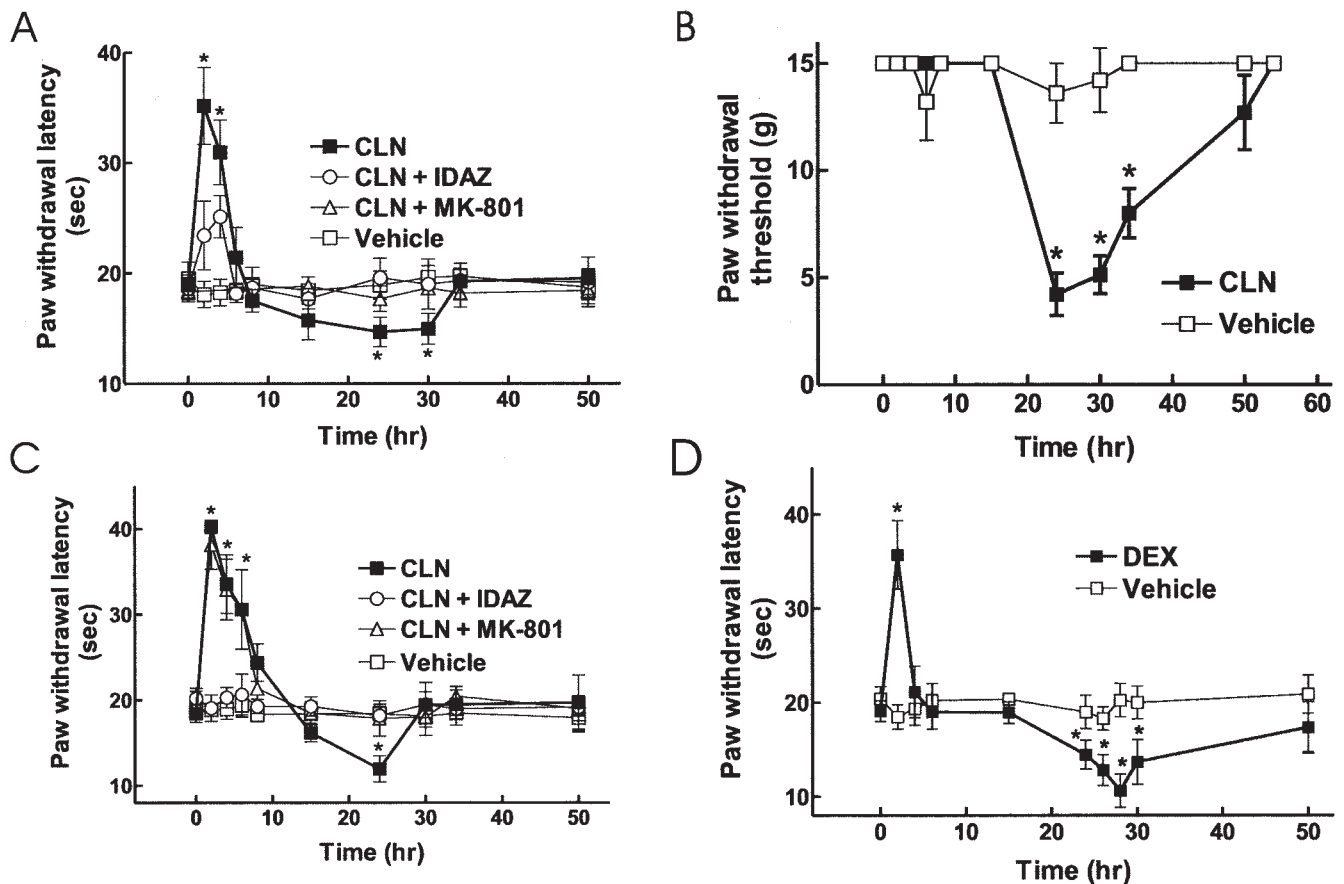 A
Paw withdrawal latency
(sec)
40
30
20
10
*
*
*
*
CLN
CLN + IDAZ
CLN + MK-801
Vehicle
0
10
20
30
40
50
Time (hr)
B
Paw withdrawal
threshold (g)
15
10
5
0
*
*
*
CLN
Vehicle
0
10
20
30
40
50
60
Time (hr)
C
Paw withdrawal latency
(sec)
40
30
20
10
*
*
*
*
CLN
CLN + IDAZ
CLN + MK-801
Vehicle
0
10
20
30
40
50
Time (hr)
D
Paw withdrawal latency
(sec)
40
30
20
10
*
*
*
*
*
DEX
Vehicle
0
10
20
30
40
50
Time (hr)